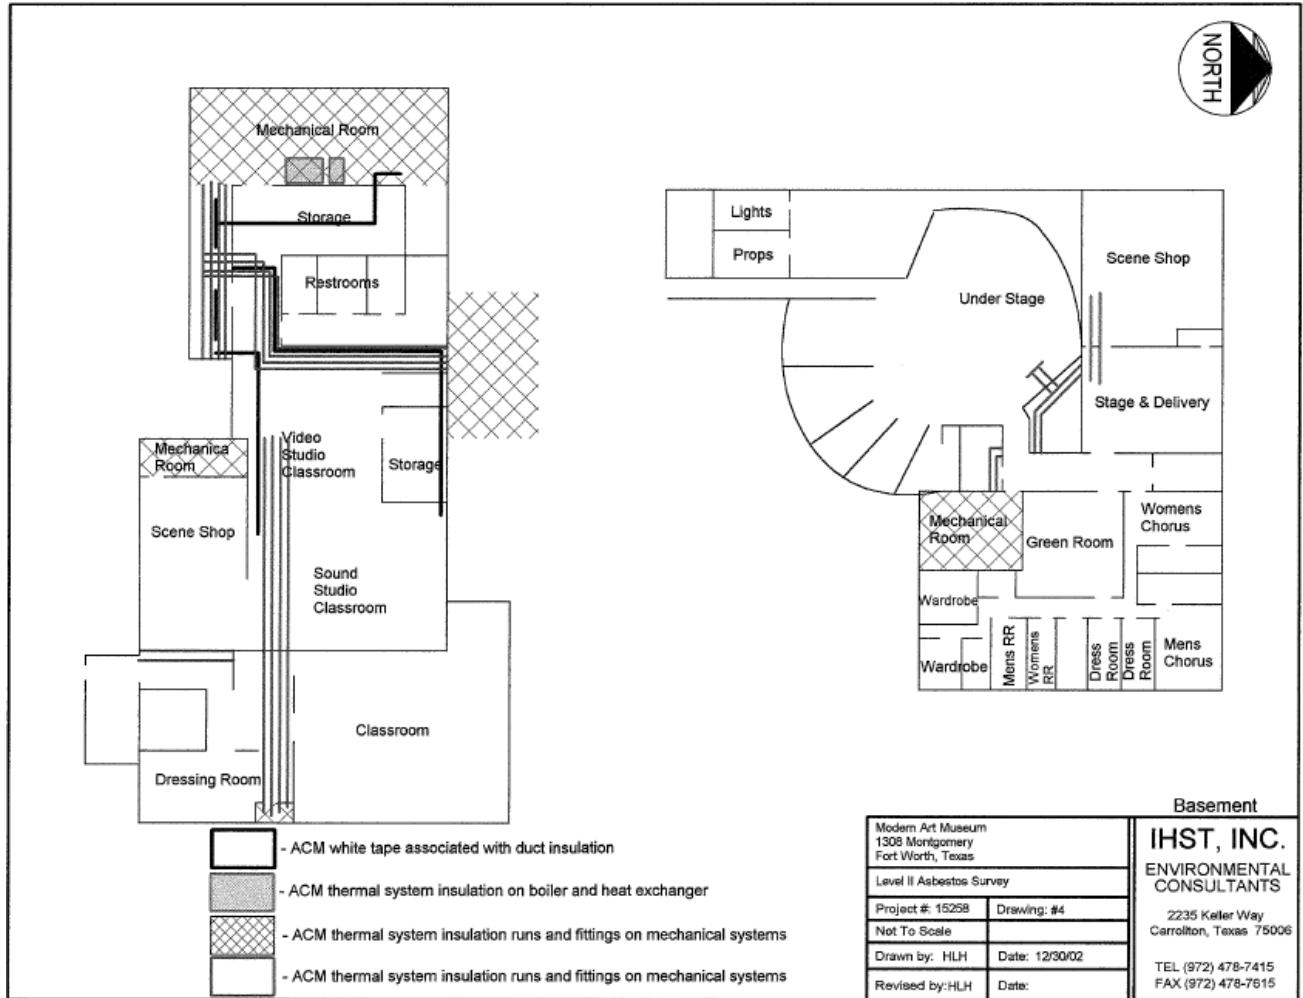 NORTH
Mechanical Room
Storage
Restrooms
Video
Studio
Classroom
Storage
Mechanica
Room
Scene Shop
Sound
Studio
Classroom
Classroom
Dressing Room
Lights
Props
Under Stage
Scene Shop
Stage & Delivery
Mechanical
Room
Green Room
Womens
Chorus
Wardrobe
Wardrobe
Mens RR
Womens
RR
Dress
Room
Dress
Room
Mens
Chorus
- ACM white tape associated with duct insulation
- ACM thermal system insulation on boiler and heat exchanger
- ACM thermal system insulation runs and fittings on mechanical systems
- ACM thermal system insulation runs and fittings on mechanical systems
Basement
Modern Art Museum
1308 Montgomery
Fort Worth, Texas
Level II Asbestos Survey
Project #: 15258 Drawing: #4
Not To Scale
Drawn by: HLH Date: 12/30/02
Revised by:HLH Date:
IHST, INC.
ENVIRONMENTAL
CONSULTANTS
2235 Keller Way
Carrollton, Texas 75006
TEL (972) 478-7415
FAX (972) 478-7615